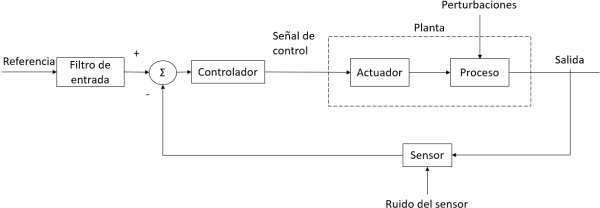 Perturbaciones
Planta
Señal de
control
Referencia
Filtro de
entrada
+
Σ
-
Controlador
Actuador
Proceso
Salida
Sensor
Ruido del sensor